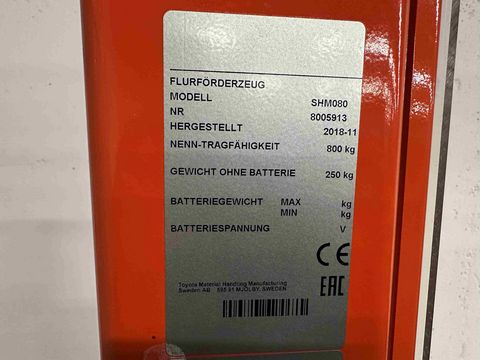 FLURFÖRDERZEUG
MODELL SHM080
NR 8005913
HERGESTELLT 2018-11
NENN-TRAGFÄHIGKEIT 800 kg
GEWICHT OHNE BATTERIE 250 kg
BATTERIEGEWICHT MAX kg
MIN kg
BATTERIESPANNUNG V
CE
Toyota Material Handling Manufacturing
Sweden AB 595 81 MJÖLBY, SWEDEN
EAC